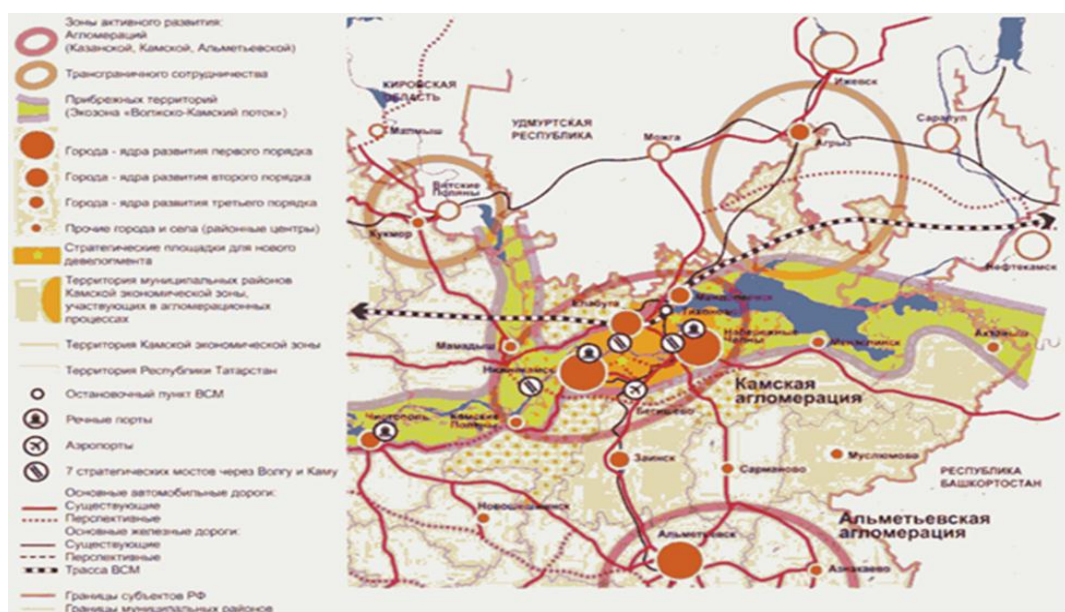 Зоны активного развития:
Агломераций
(Казанской, Камской, Альметьевской)
Трансграничного сотрудничества
Прибрежных территорий
(Экозона «Волжско-Камский поток»)
Города - ядра развития первого порядка
Города - ядра развития второго порядка
Города - ядра развития третьего порядка
Прочие города и села (районные центры)
Стратегические площадки для нового
девелопмента
Территория муниципальных районов
Камской экономической зоны,
участвующих в агломерационных
процессах
Территория Камской экономической зоны
Территория Республики Татарстан
Остановочный пункт ВСМ
Речные порты
Аэропорты
7 стратегических мостов через Волгу и Каму
Основные автомобильные дороги:
Существующие
Перспективные
Основные железные дороги:
Существующие
Перспективные
Трасса ВСМ
Границы субъектов РФ
Границы муниципальных районов
КИРОВСКАЯ
ОБЛАСТЬ
Малмыж
УДМУРТСКАЯ
РЕСПУБЛИКА
Ижевск
Можга
Агрыз
Сарапул
Вятские
Поляны
Кукмор
Нефтекамск
Менделеевск
Елабуга
Тихоново
Набережные
Челны
Мамадыш
Мензелинск
Актаныш
Нижнекамск
Камская
агломерация
Бегишево
Чистополь
Камские
Поляны
Заинск
Сарманово
Муслюмово
РЕСПУБЛИКА
БАШКОРТОСТАН
Новошешминск
Альметьевск
Альметьевская
агломерация
Азнакаево